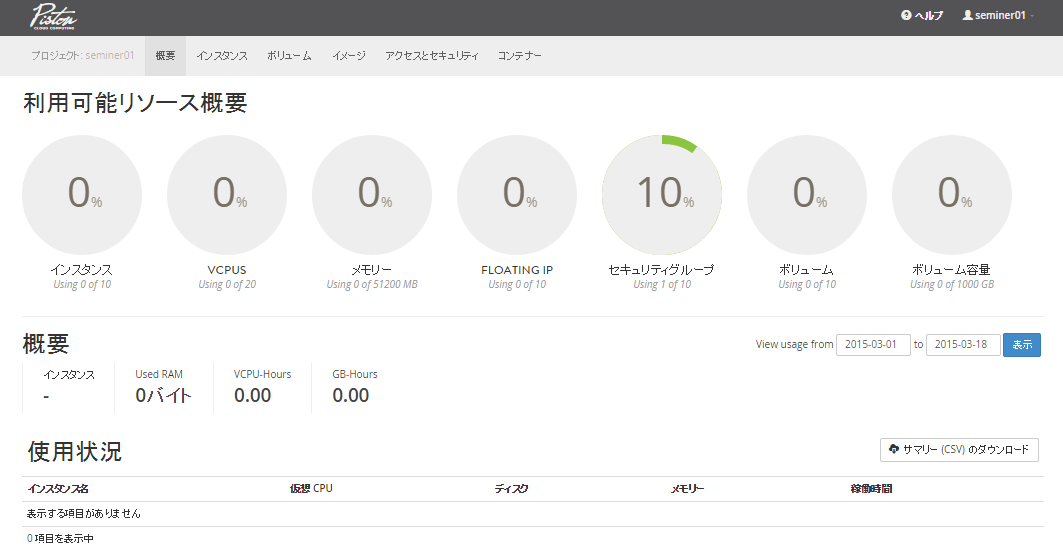 Piston
CLOUD COMPUTING
ヘルプ seminer01
プロジェクト: seminer01 概要 インスタンス ボリューム イメージ アクセスとセキュリティ コンテナー
利用可能リソース概要
0% 0% 0% 0% 10% 0% 0%
インスタンス VCPUS メモリー FLOATING IP セキュリティグループ ボリューム ボリューム容量
Using 0 of 10 Using 0 of 20 Using 0 of 51200 MB Using 0 of 10 Using 1 of 10 Using 0 of 10 Using 0 of 1000 GB
概要 View usage from 2015-03-01 to 2015-03-18 表示
インスタンス Used RAM VCPU-Hours GB-Hours
- 0バイト 0.00 0.00
使用状況 サマリー (CSV) のダウンロード
インスタンス名 仮想 CPU ディスク メモリー 稼働時間
表示する項目がありません
0 項目を表示中